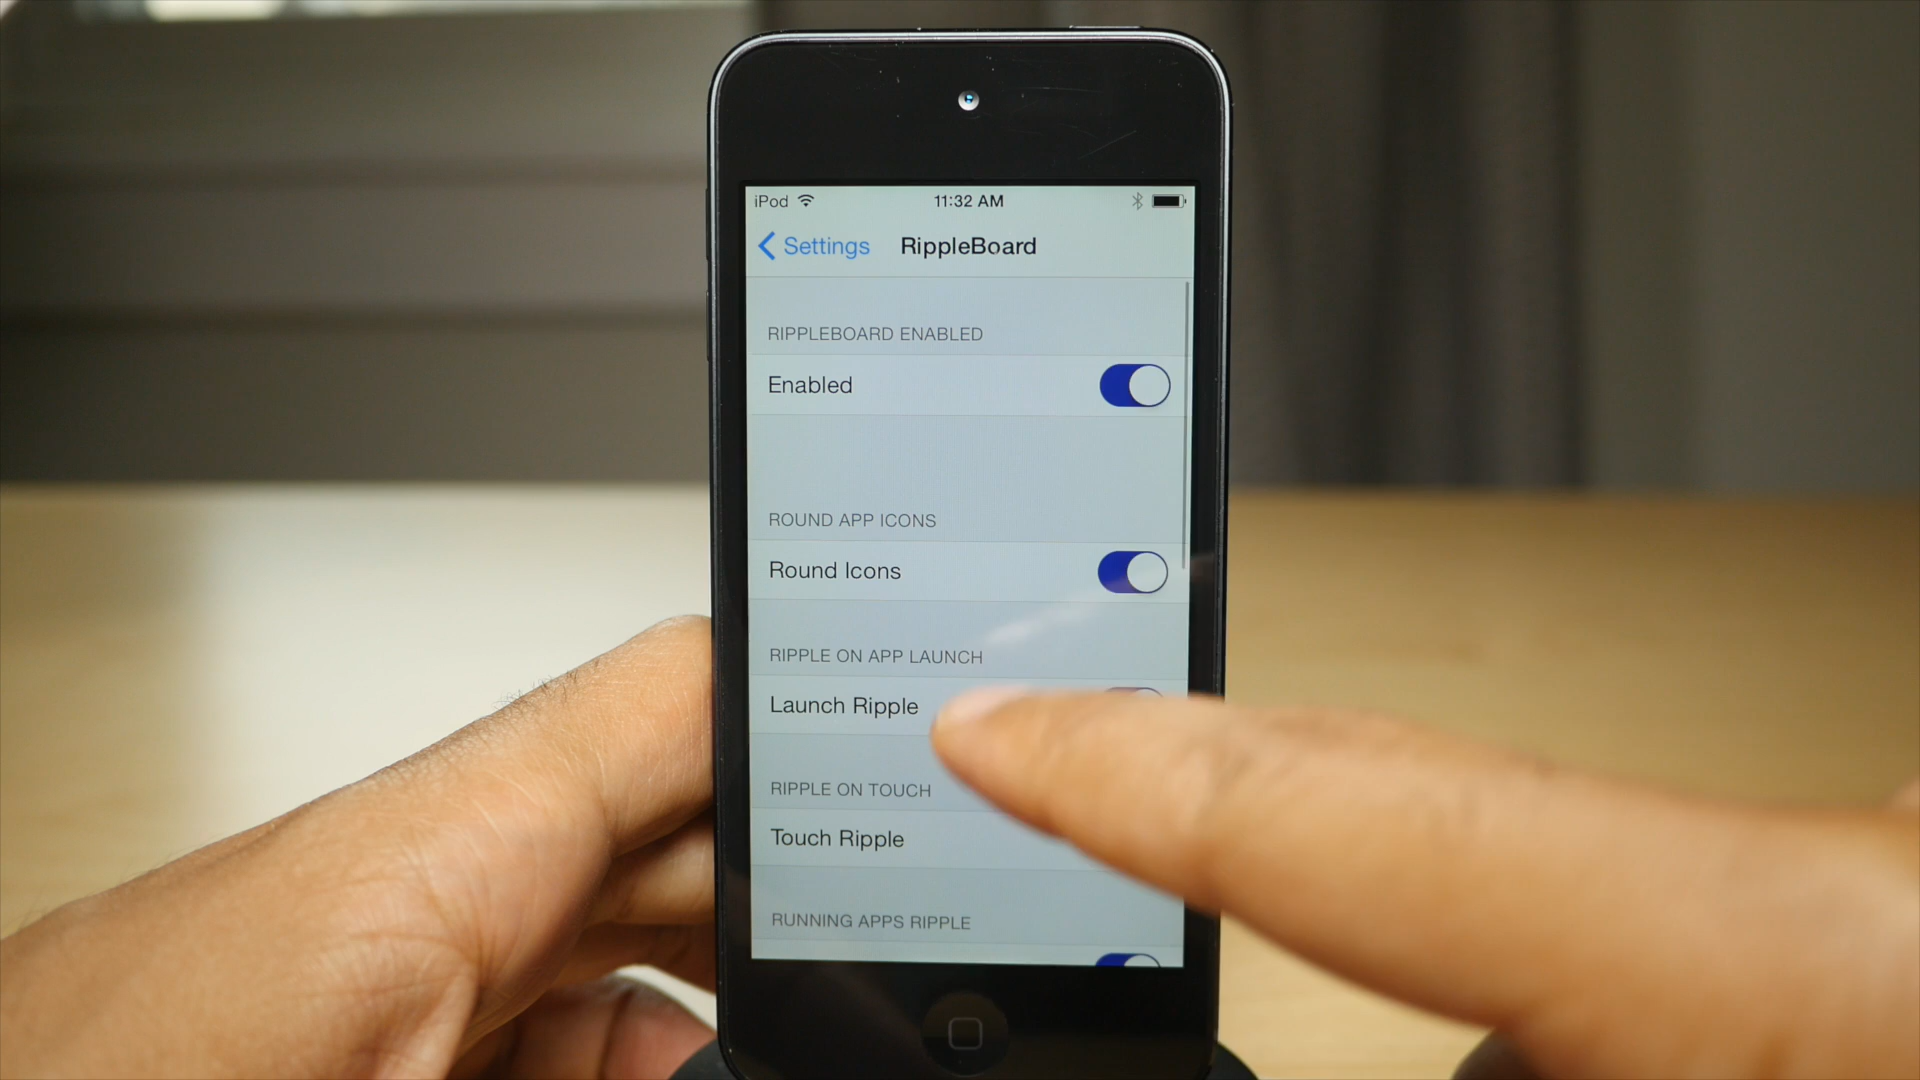 iPod 11:32 AM
Settings RippleBoard
RIPPLEBOARD ENABLED
Enabled
ROUND APP ICONS
Round Icons
RIPPLE ON APP LAUNCH
Launch Ripple
RIPPLE ON TOUCH
Touch Ripple
RUNNING APPS RIPPLE